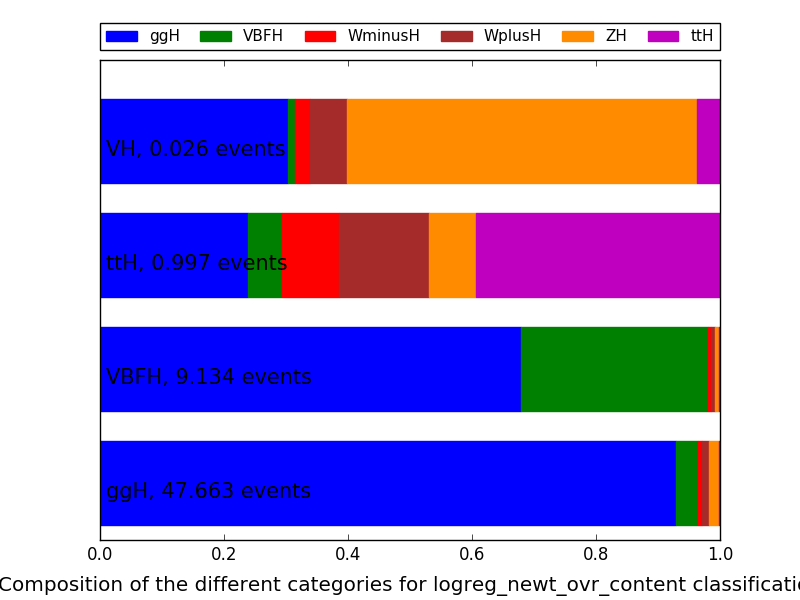 ggH VBFH WminusH WplusH ZH ttH
VH, 0.026 events
ttH, 0.997 events
VBFH, 9.134 events
ggH, 47.663 events
0.0 0.2 0.4 0.6 0.8 1.0
Composition of the different categories for logreg_newt_ovr_content classificatio